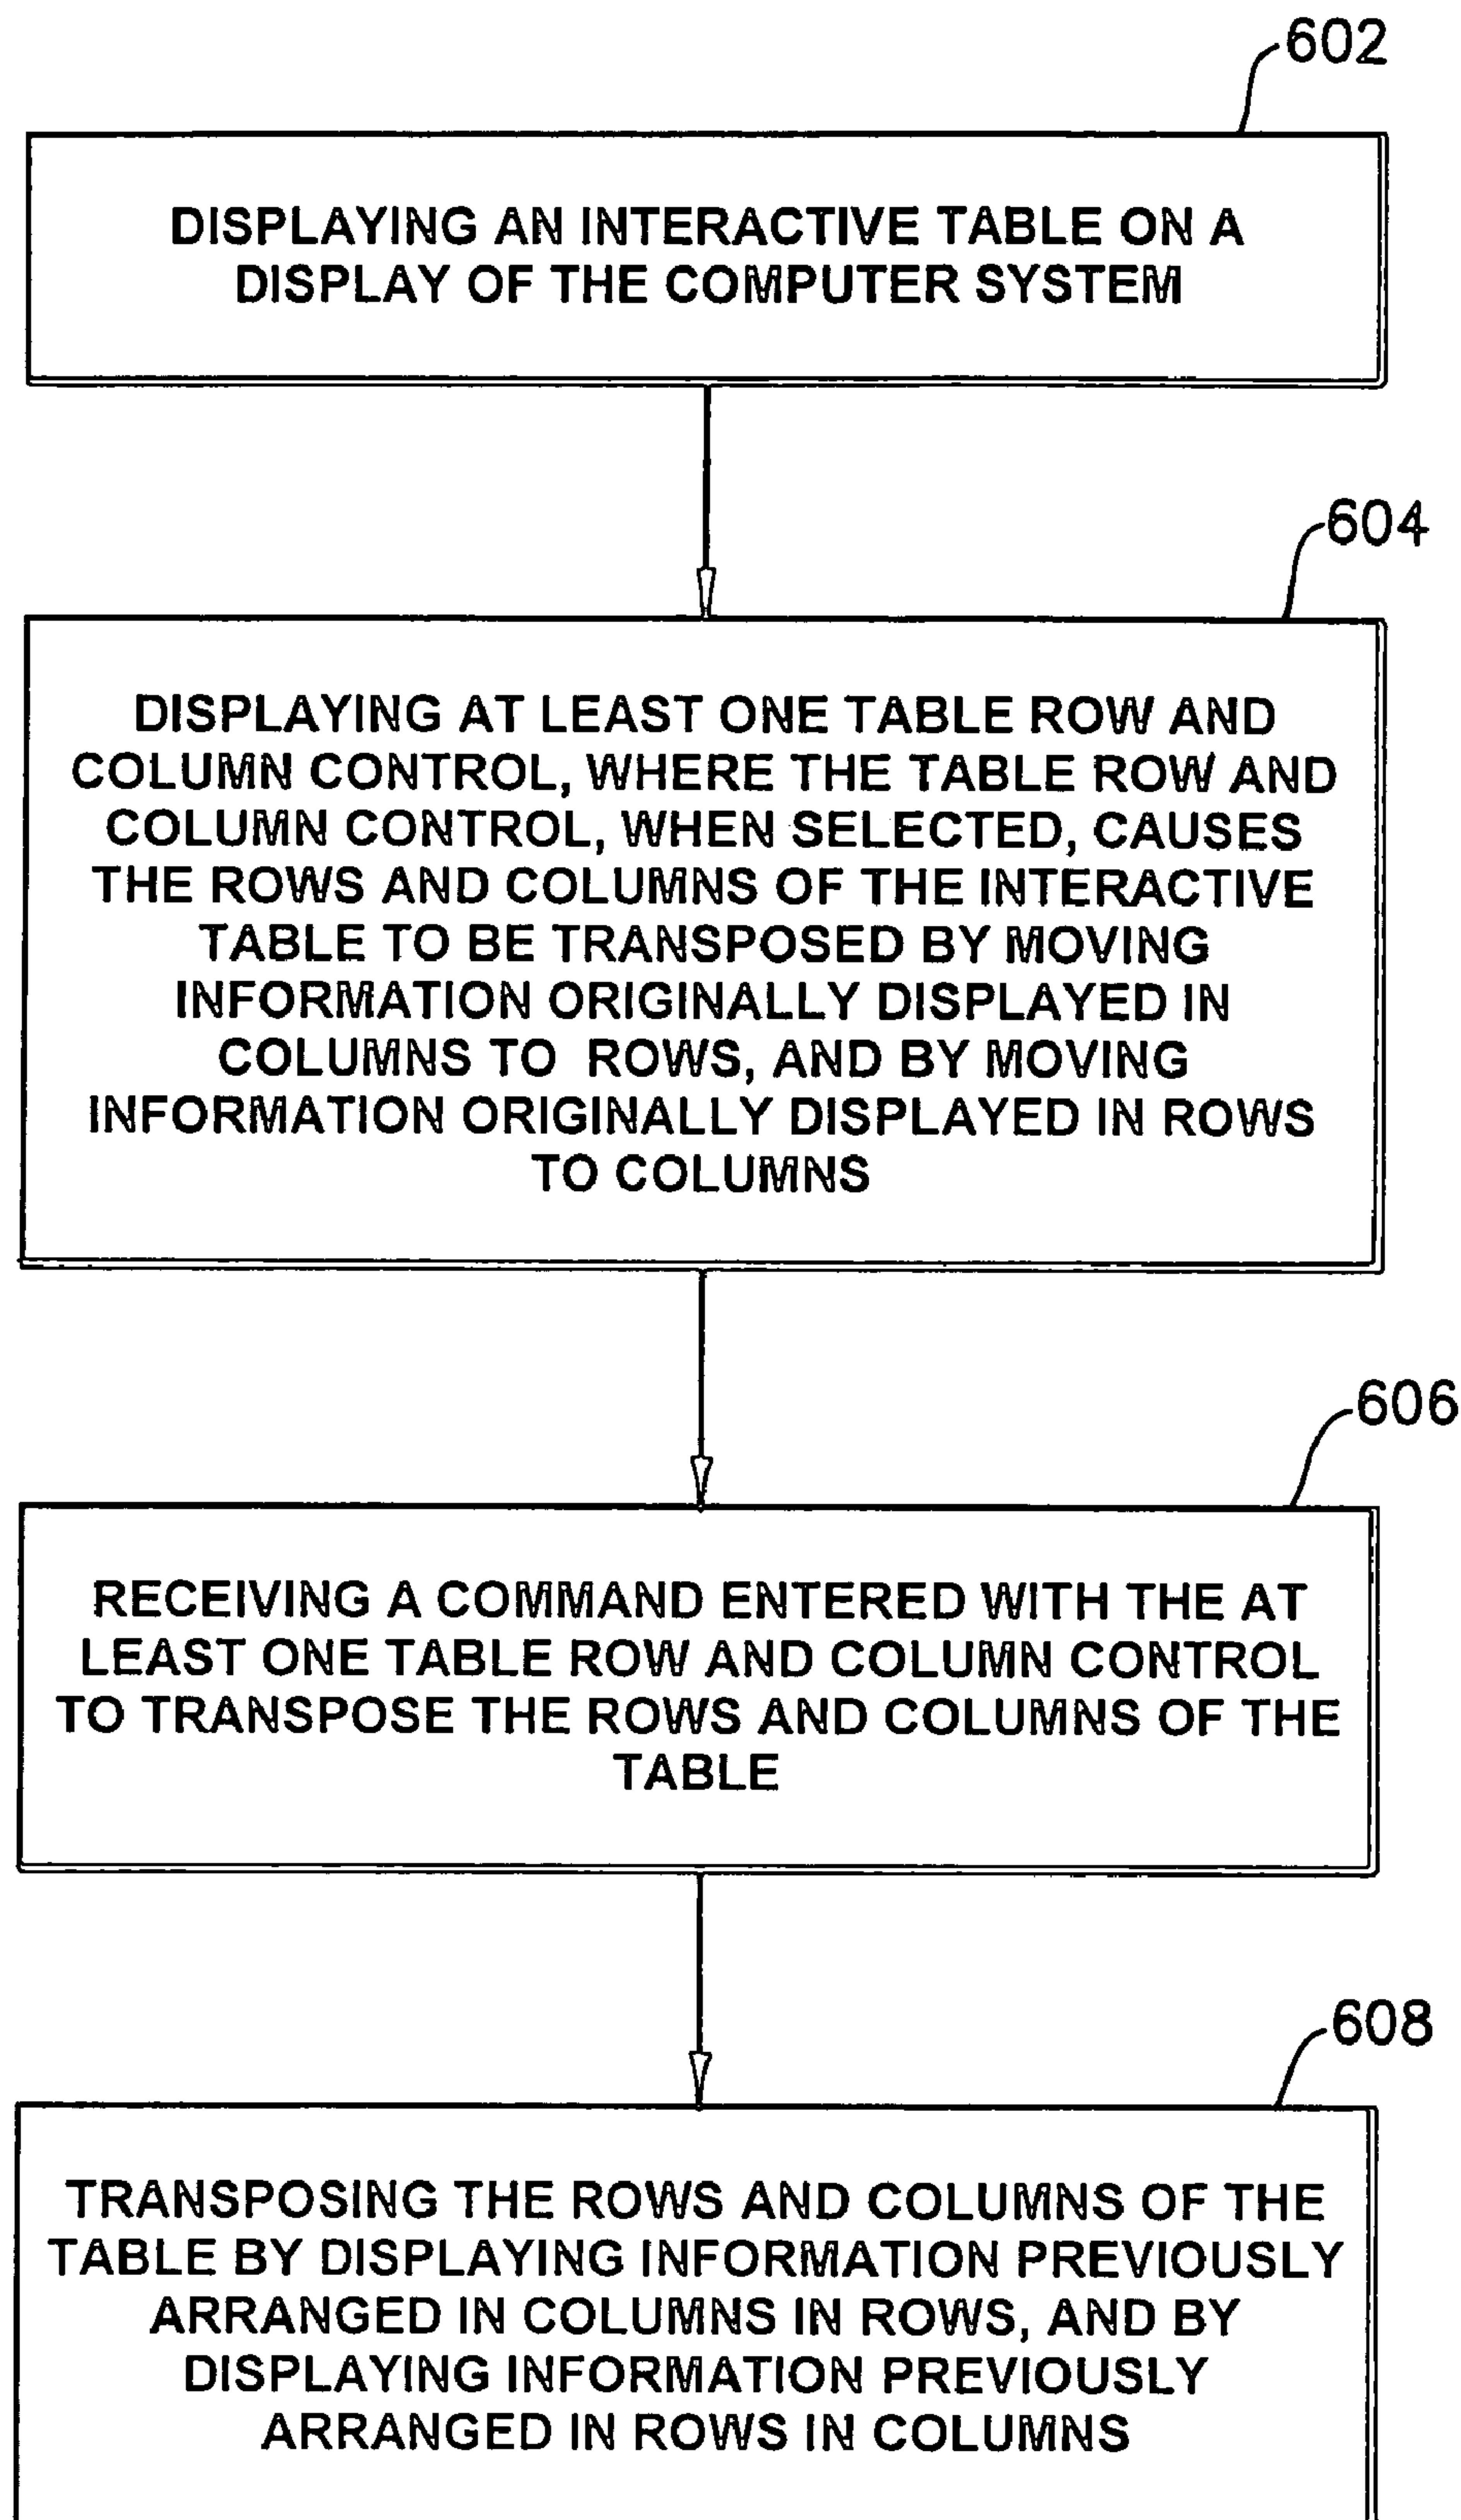 602
DISPLAYING AN INTERACTIVE TABLE ON A
DISPLAY OF THE COMPUTER SYSTEM
604
DISPLAYING AT LEAST ONE TABLE ROW AND
COLUMN CONTROL, WHERE THE TABLE ROW AND
COLUMN CONTROL, WHEN SELECTED, CAUSES
THE ROWS AND COLUMNS OF THE INTERACTIVE
TABLE TO BE TRANSPOSED BY MOVING
INFORMATION ORIGINALLY DISPLAYED IN
COLUMNS TO ROWS, AND BY MOVING
INFORMATION ORIGINALLY DISPLAYED IN ROWS
TO COLUMNS
606
RECEIVING A COMMAND ENTERED WITH THE AT
LEAST ONE TABLE ROW AND COLUMN CONTROL
TO TRANSPOSE THE ROWS AND COLUMNS OF THE
TABLE
608
TRANSPOSING THE ROWS AND COLUMNS OF THE
TABLE BY DISPLAYING INFORMATION PREVIOUSLY
ARRANGED IN COLUMNS IN ROWS, AND BY
DISPLAYING INFORMATION PREVIOUSLY
ARRANGED IN ROWS IN COLUMNS